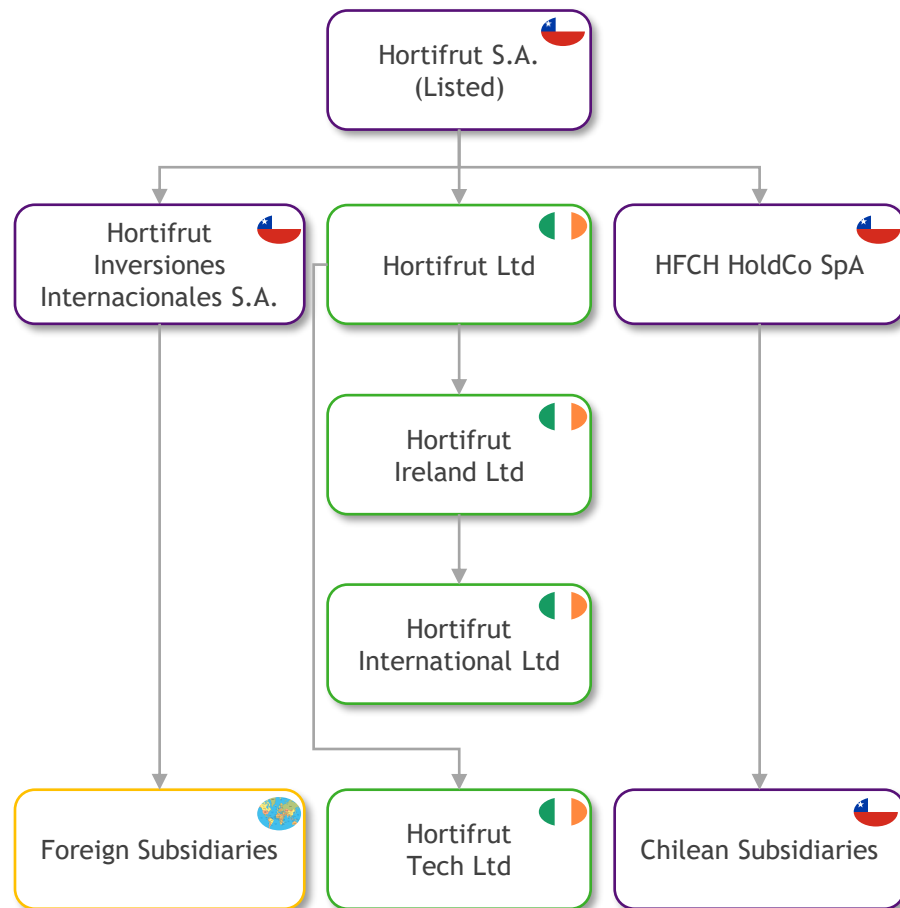 Hortifrut S.A.
(Listed)
Hortifrut
Inversiones
Internacionales S.A.
Hortifrut Ltd
HFCH HoldCo SpA
Hortifrut
Ireland Ltd
Hortifrut
International Ltd
Foreign Subsidiaries
Hortifrut
Tech Ltd
Chilean Subsidiaries